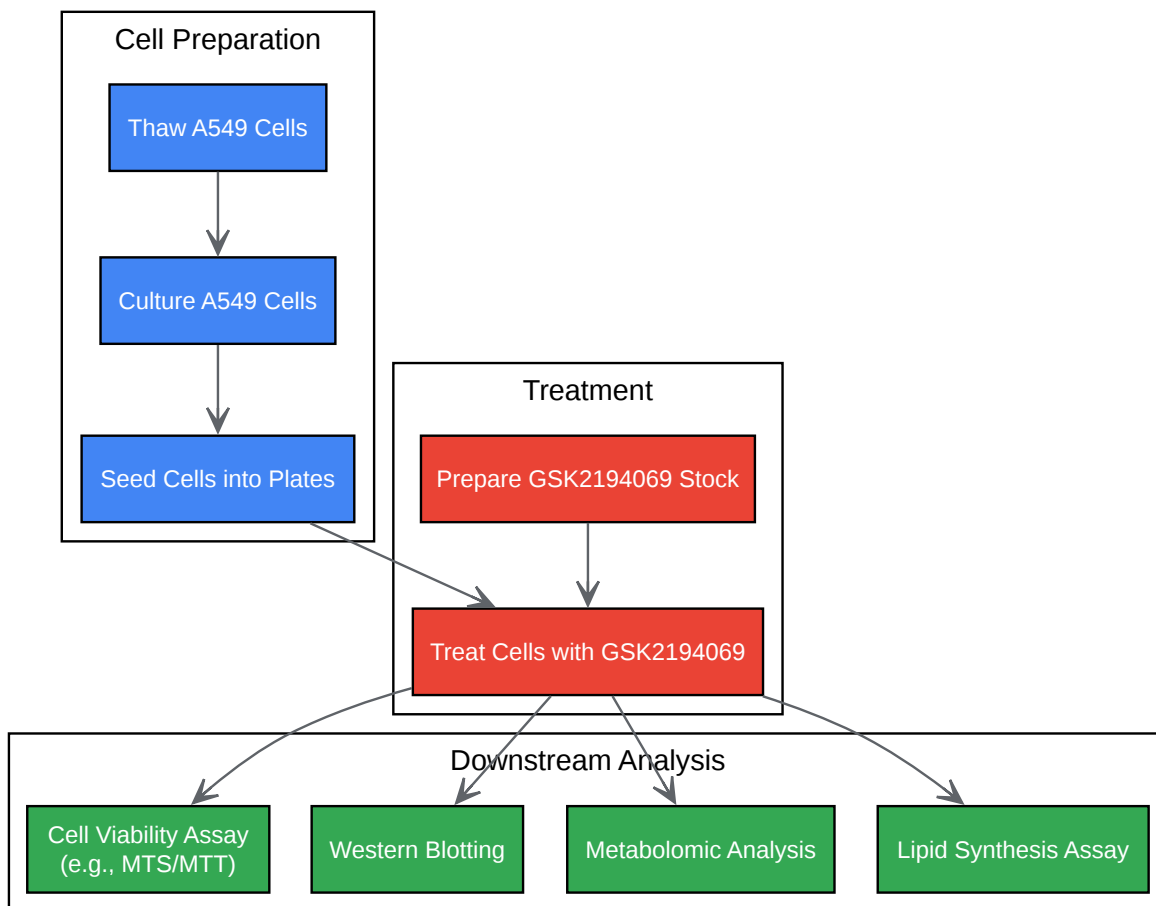 Cell Preparation
Thaw A549 Cells
Culture A549 Cells
Seed Cells into Plates
Treatment
Prepare GSK2194069 Stock
Treat Cells with GSK2194069
Downstream Analysis
Cell Viability Assay
(e.g., MTS/MTT)
Western Blotting
Metabolomic Analysis
Lipid Synthesis Assay